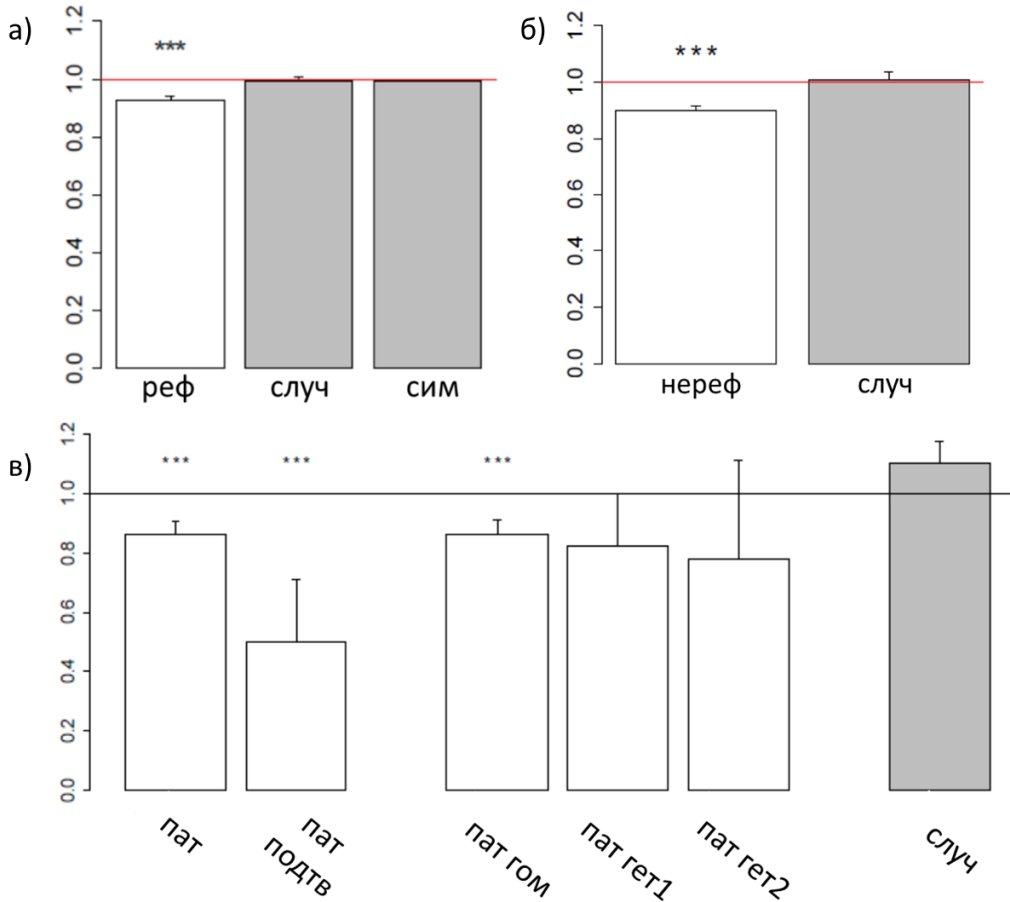 а)
***
1.2
1.0
0.8
0.6
0.4
0.2
0.0
реф случ сим
б)
***
1.2
1.0
0.8
0.6
0.4
0.2
0.0
нереф случ
в)
*** *** ***
1.2
1.0
0.8
0.6
0.4
0.2
0.0
пат
пат
подтв
пат гом
пат гет1
пат гет2
случ